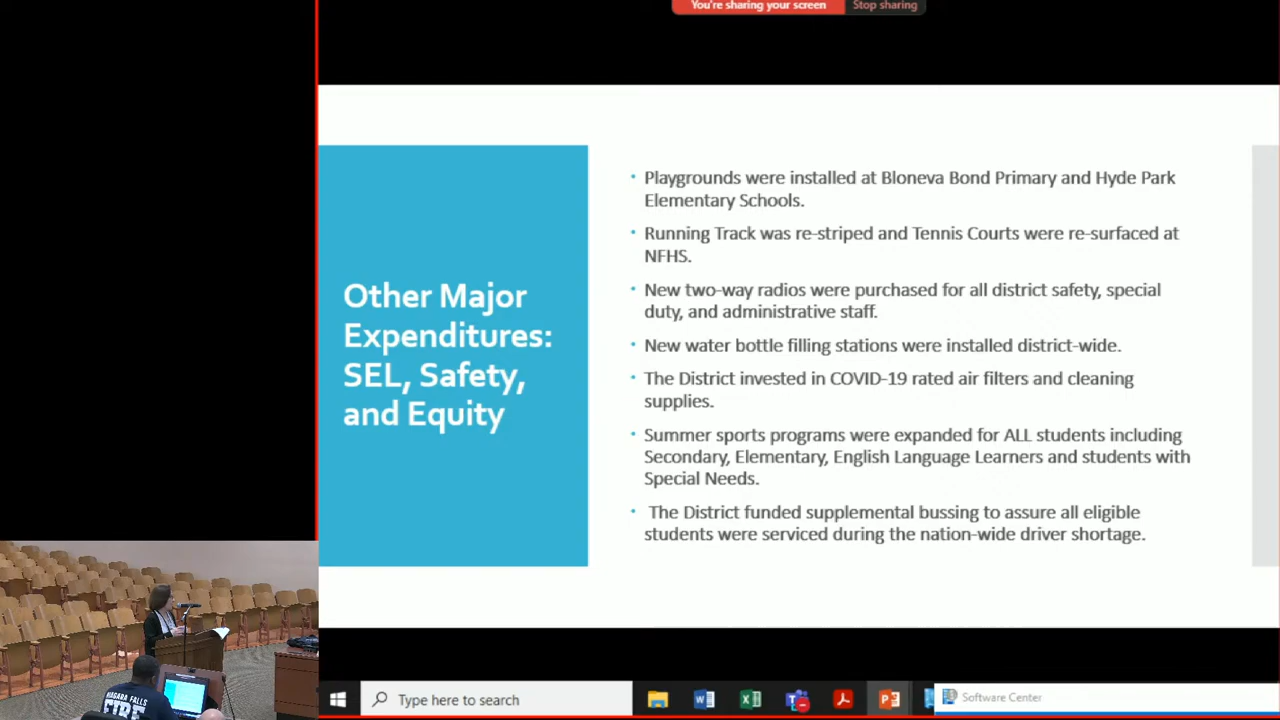 You're sharing your screen
Stop sharing
Other Major
Expenditures:
SEL, Safety,
and Equity
• Playgrounds were installed at Bloneva Bond Primary and Hyde Park
Elementary Schools.
• Running Track was re-striped and Tennis Courts were re-surfaced at
NFHS.
• New two-way radios were purchased for all district safety, special
duty, and administrative staff.
• New water bottle filling stations were installed district-wide.
• The District invested in COVID-19 rated air filters and cleaning
supplies.
• Summer sports programs were expanded for ALL students including
Secondary, Elementary, English Language Learners and students with
Special Needs.
• The District funded supplemental bussing to assure all eligible
students were serviced during the nation-wide driver shortage.
NIAGARA FALLS
FIRE
Type here to search
Software Center